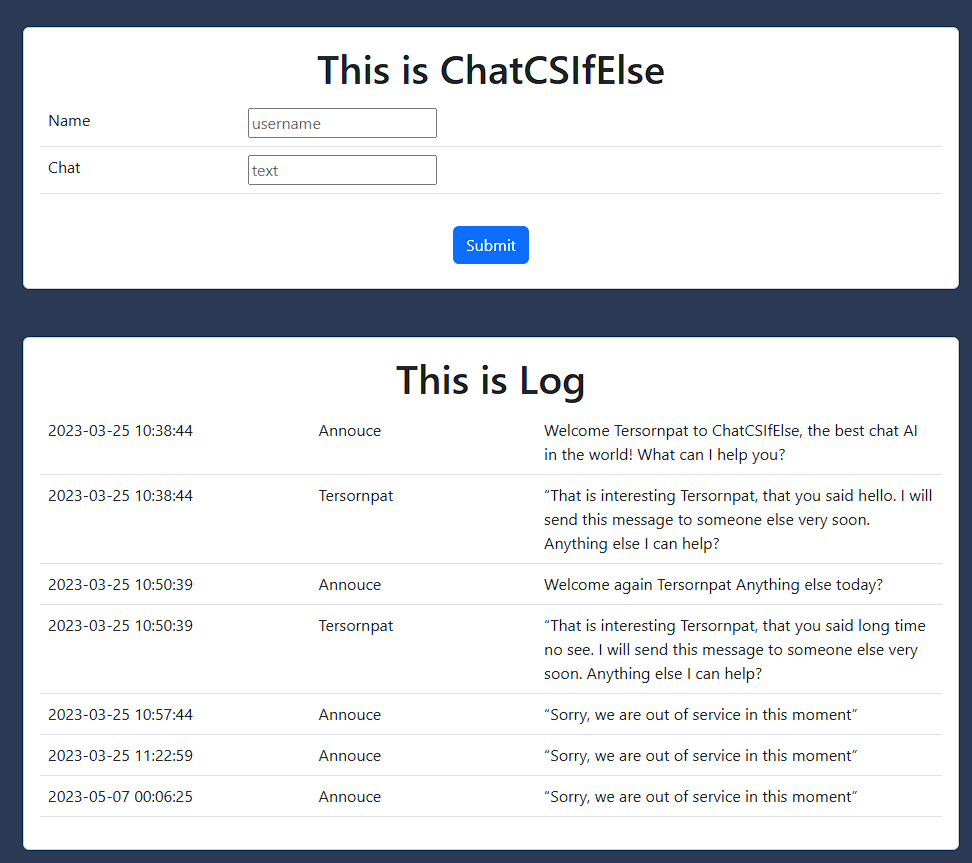 This is ChatCSIfElse
Name
username
Chat
text
Submit
This is Log
2023-03-25 10:38:44 Annouce Welcome Tersornpat to ChatCSIfElse, the best chat AI
in the world! What can I help you?
2023-03-25 10:38:44 Tersornpat “That is interesting Tersornpat, that you said hello. I will
send this message to someone else very soon.
Anything else I can help?
2023-03-25 10:50:39 Annouce Welcome again Tersornpat Anything else today?
2023-03-25 10:50:39 Tersornpat “That is interesting Tersornpat, that you said long time
no see. I will send this message to someone else very
soon. Anything else I can help?
2023-03-25 10:57:44 Annouce “Sorry, we are out of service in this moment”
2023-03-25 11:22:59 Annouce “Sorry, we are out of service in this moment”
2023-05-07 00:06:25 Annouce “Sorry, we are out of service in this moment”